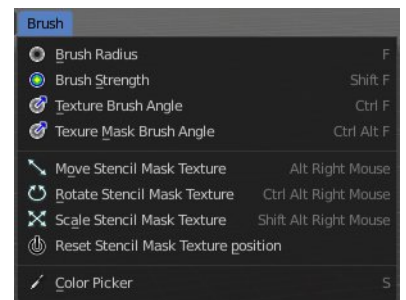 Brush
Brush Radius F
Brush Strength Shift F
Texture Brush Angle Ctrl F
Texure Mask Brush Angle Ctrl Alt F
Move Stencil Mask Texture Alt Right Mouse
Rotate Stencil Mask Texture Ctrl Alt Right Mouse
Scale Stencil Mask Texture Shift Alt Right Mouse
Reset Stencil Mask Texture position
Color Picker S